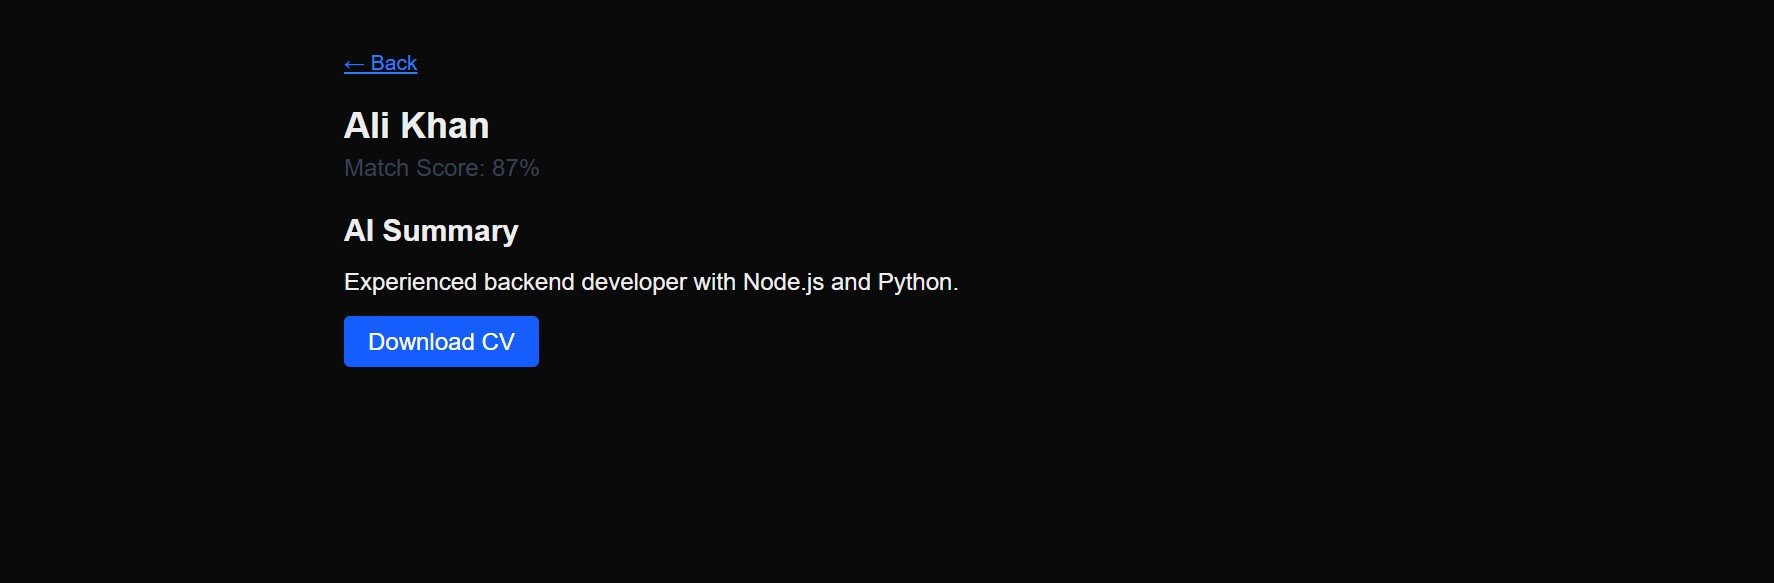 ← Back
Ali Khan
Match Score: 87%
AI Summary
Experienced backend developer with Node.js and Python.
Download CV